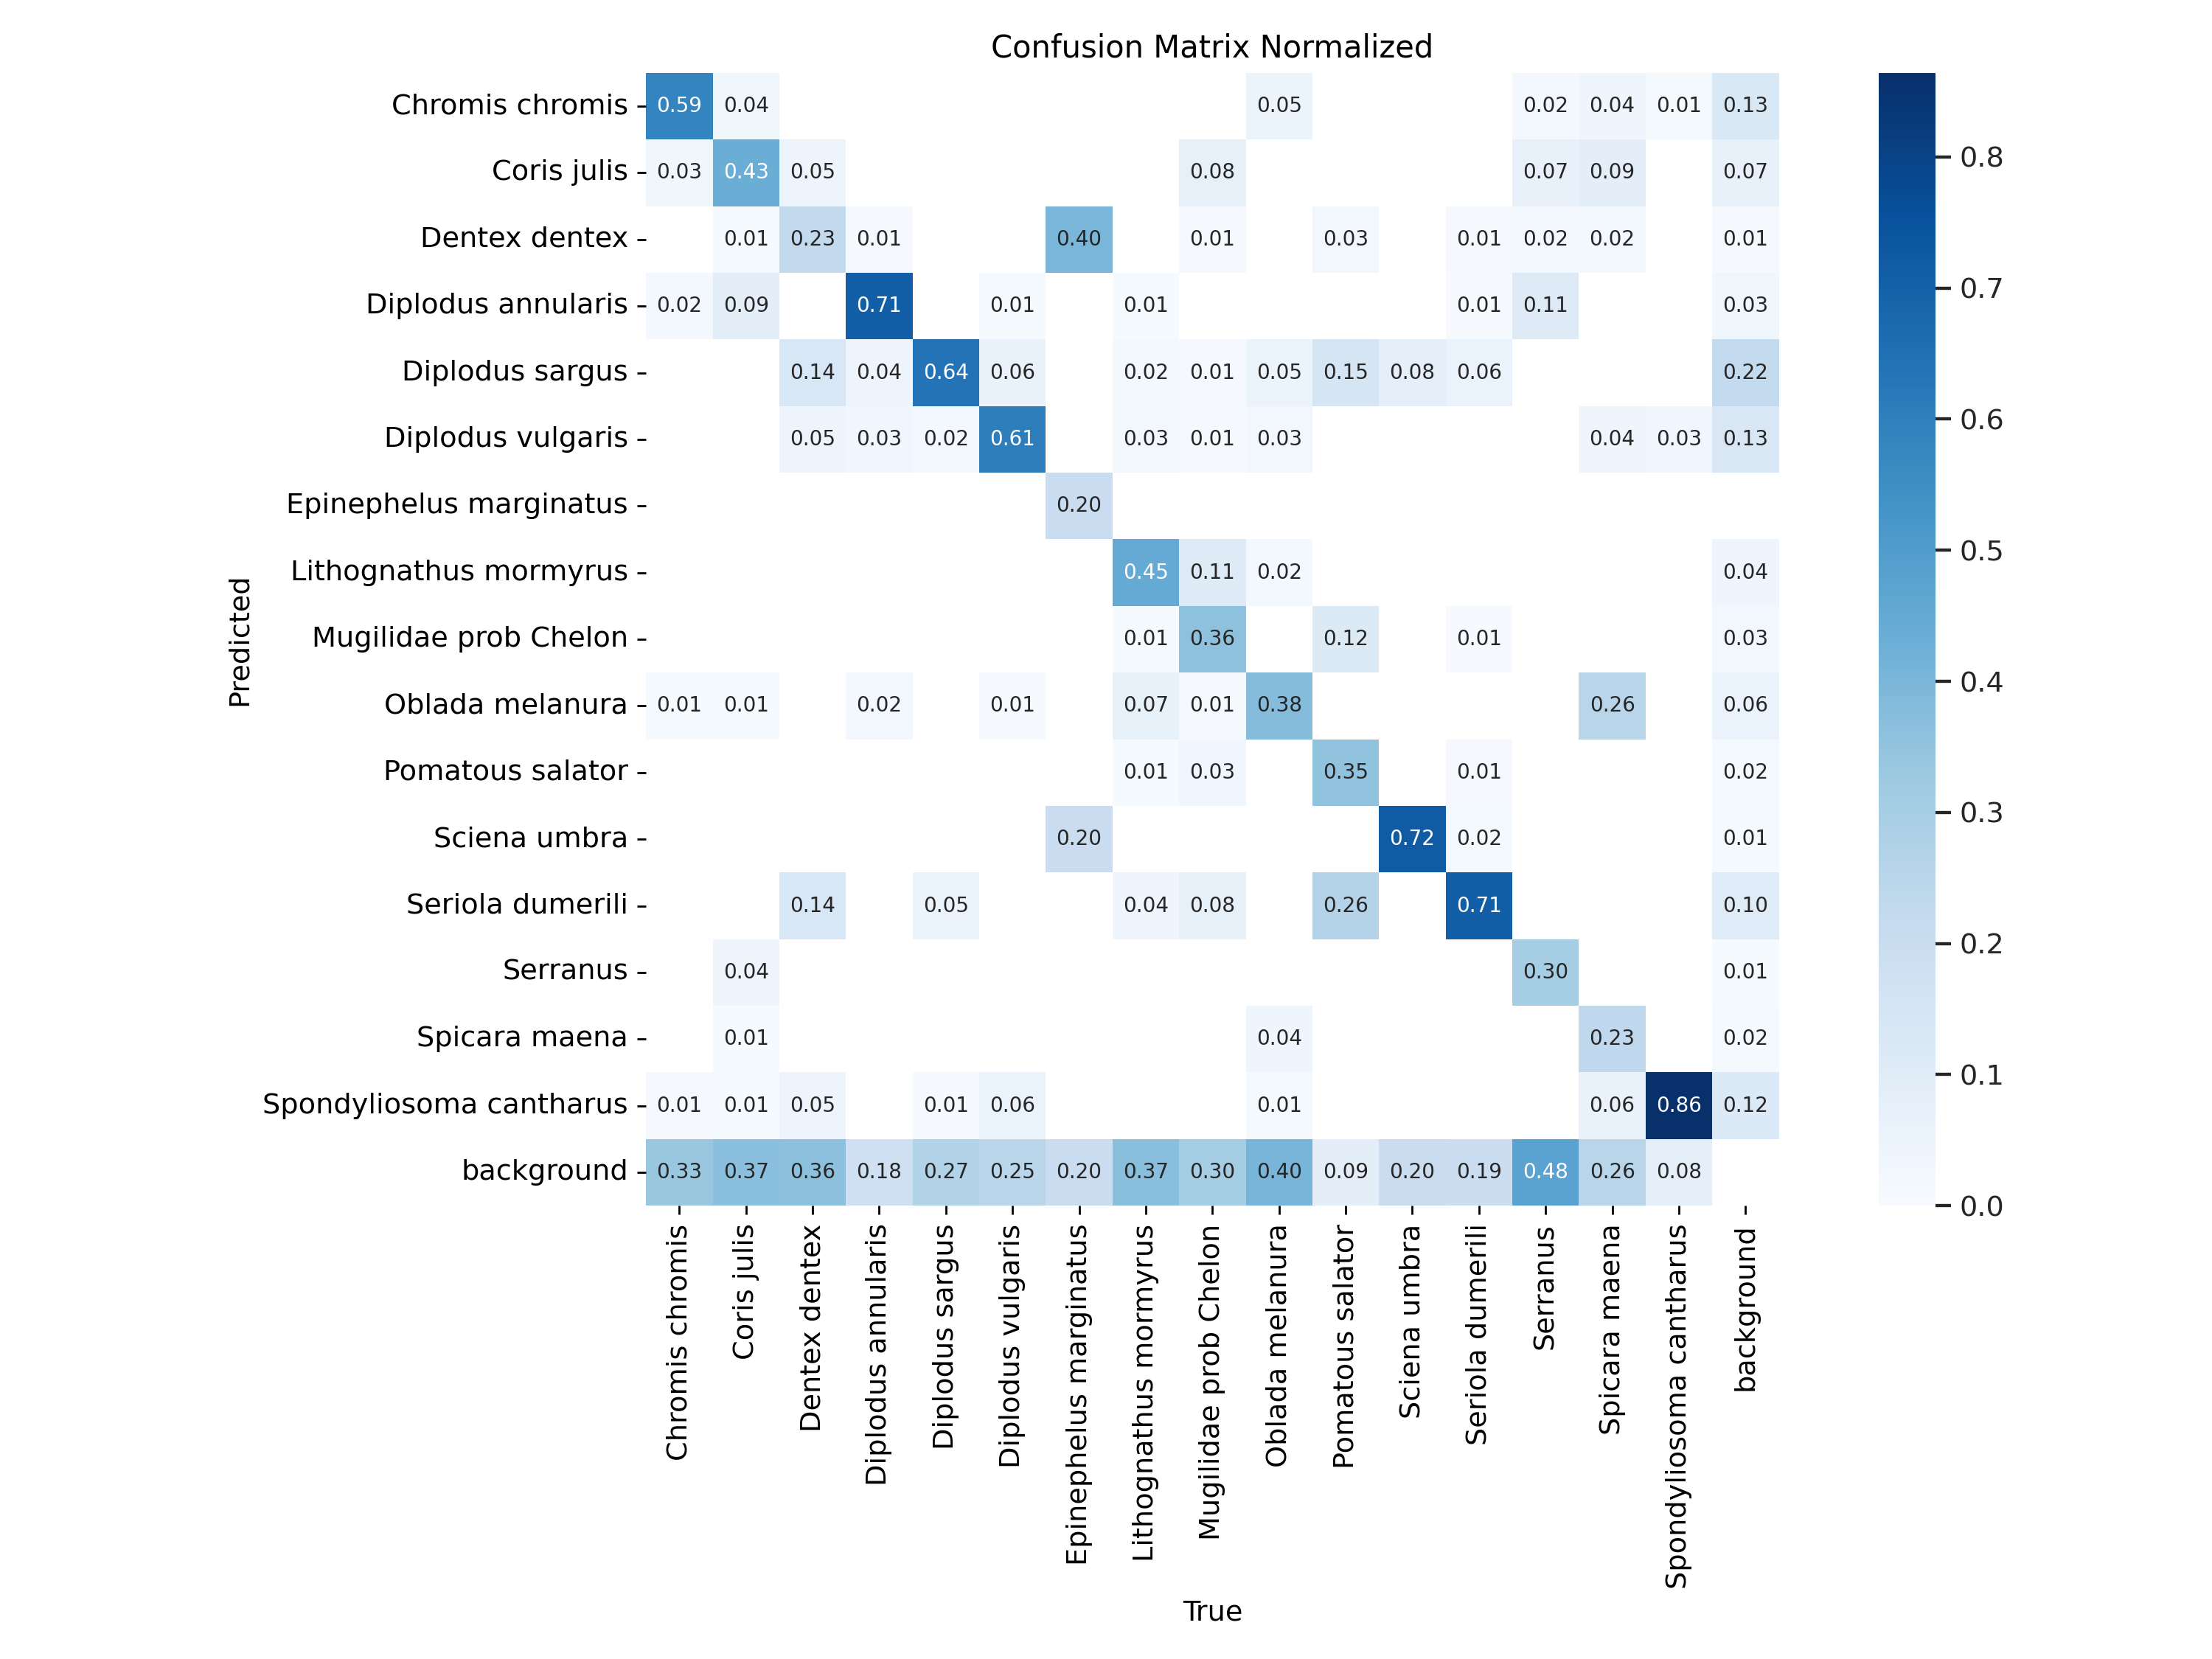 Confusion Matrix Normalized
Chromis chromis 0.59 0.04 0.05 0.02 0.04 0.01 0.13
Coris julis 0.03 0.43 0.05 0.08 0.07 0.09 0.07
Dentex dentex 0.01 0.23 0.01 0.40 0.01 0.03 0.01 0.02 0.02 0.01
Diplodus annularis 0.02 0.09 0.71 0.01 0.01 0.01 0.11 0.03
Diplodus sargus 0.14 0.04 0.64 0.06 0.02 0.01 0.05 0.15 0.08 0.06 0.22
Diplodus vulgaris 0.05 0.03 0.02 0.61 0.03 0.01 0.03 0.04 0.03 0.13
Epinephelus marginatus 0.20
Lithognathus mormyrus 0.45 0.11 0.02 0.04
Mugilidae prob Chelon 0.01 0.36 0.12 0.01 0.03
Oblada melanura 0.01 0.01 0.02 0.01 0.07 0.01 0.38 0.26 0.06
Pomatous salator 0.01 0.03 0.35 0.01 0.02
Sciena umbra 0.20 0.72 0.02 0.01
Seriola dumerili 0.14 0.05 0.04 0.08 0.26 0.71 0.10
Serranus 0.04 0.30 0.01
Spicara maena 0.01 0.04 0.23 0.02
Spondyliosoma cantharus 0.01 0.01 0.05 0.01 0.06 0.01 0.06 0.86 0.12
background 0.33 0.37 0.36 0.18 0.27 0.25 0.20 0.37 0.30 0.40 0.09 0.20 0.19 0.48 0.26 0.08
Predicted
Chromis chromis
Coris julis
Dentex dentex
Diplodus annularis
Diplodus sargus
Diplodus vulgaris
Epinephelus marginatus
Lithognathus mormyrus
Mugilidae prob Chelon
Oblada melanura
Pomatous salator
Sciena umbra
Seriola dumerili
Serranus
Spicara maena
Spondyliosoma cantharus
background
True
0.8
0.7
0.6
0.5
0.4
0.3
0.2
0.1
0.0